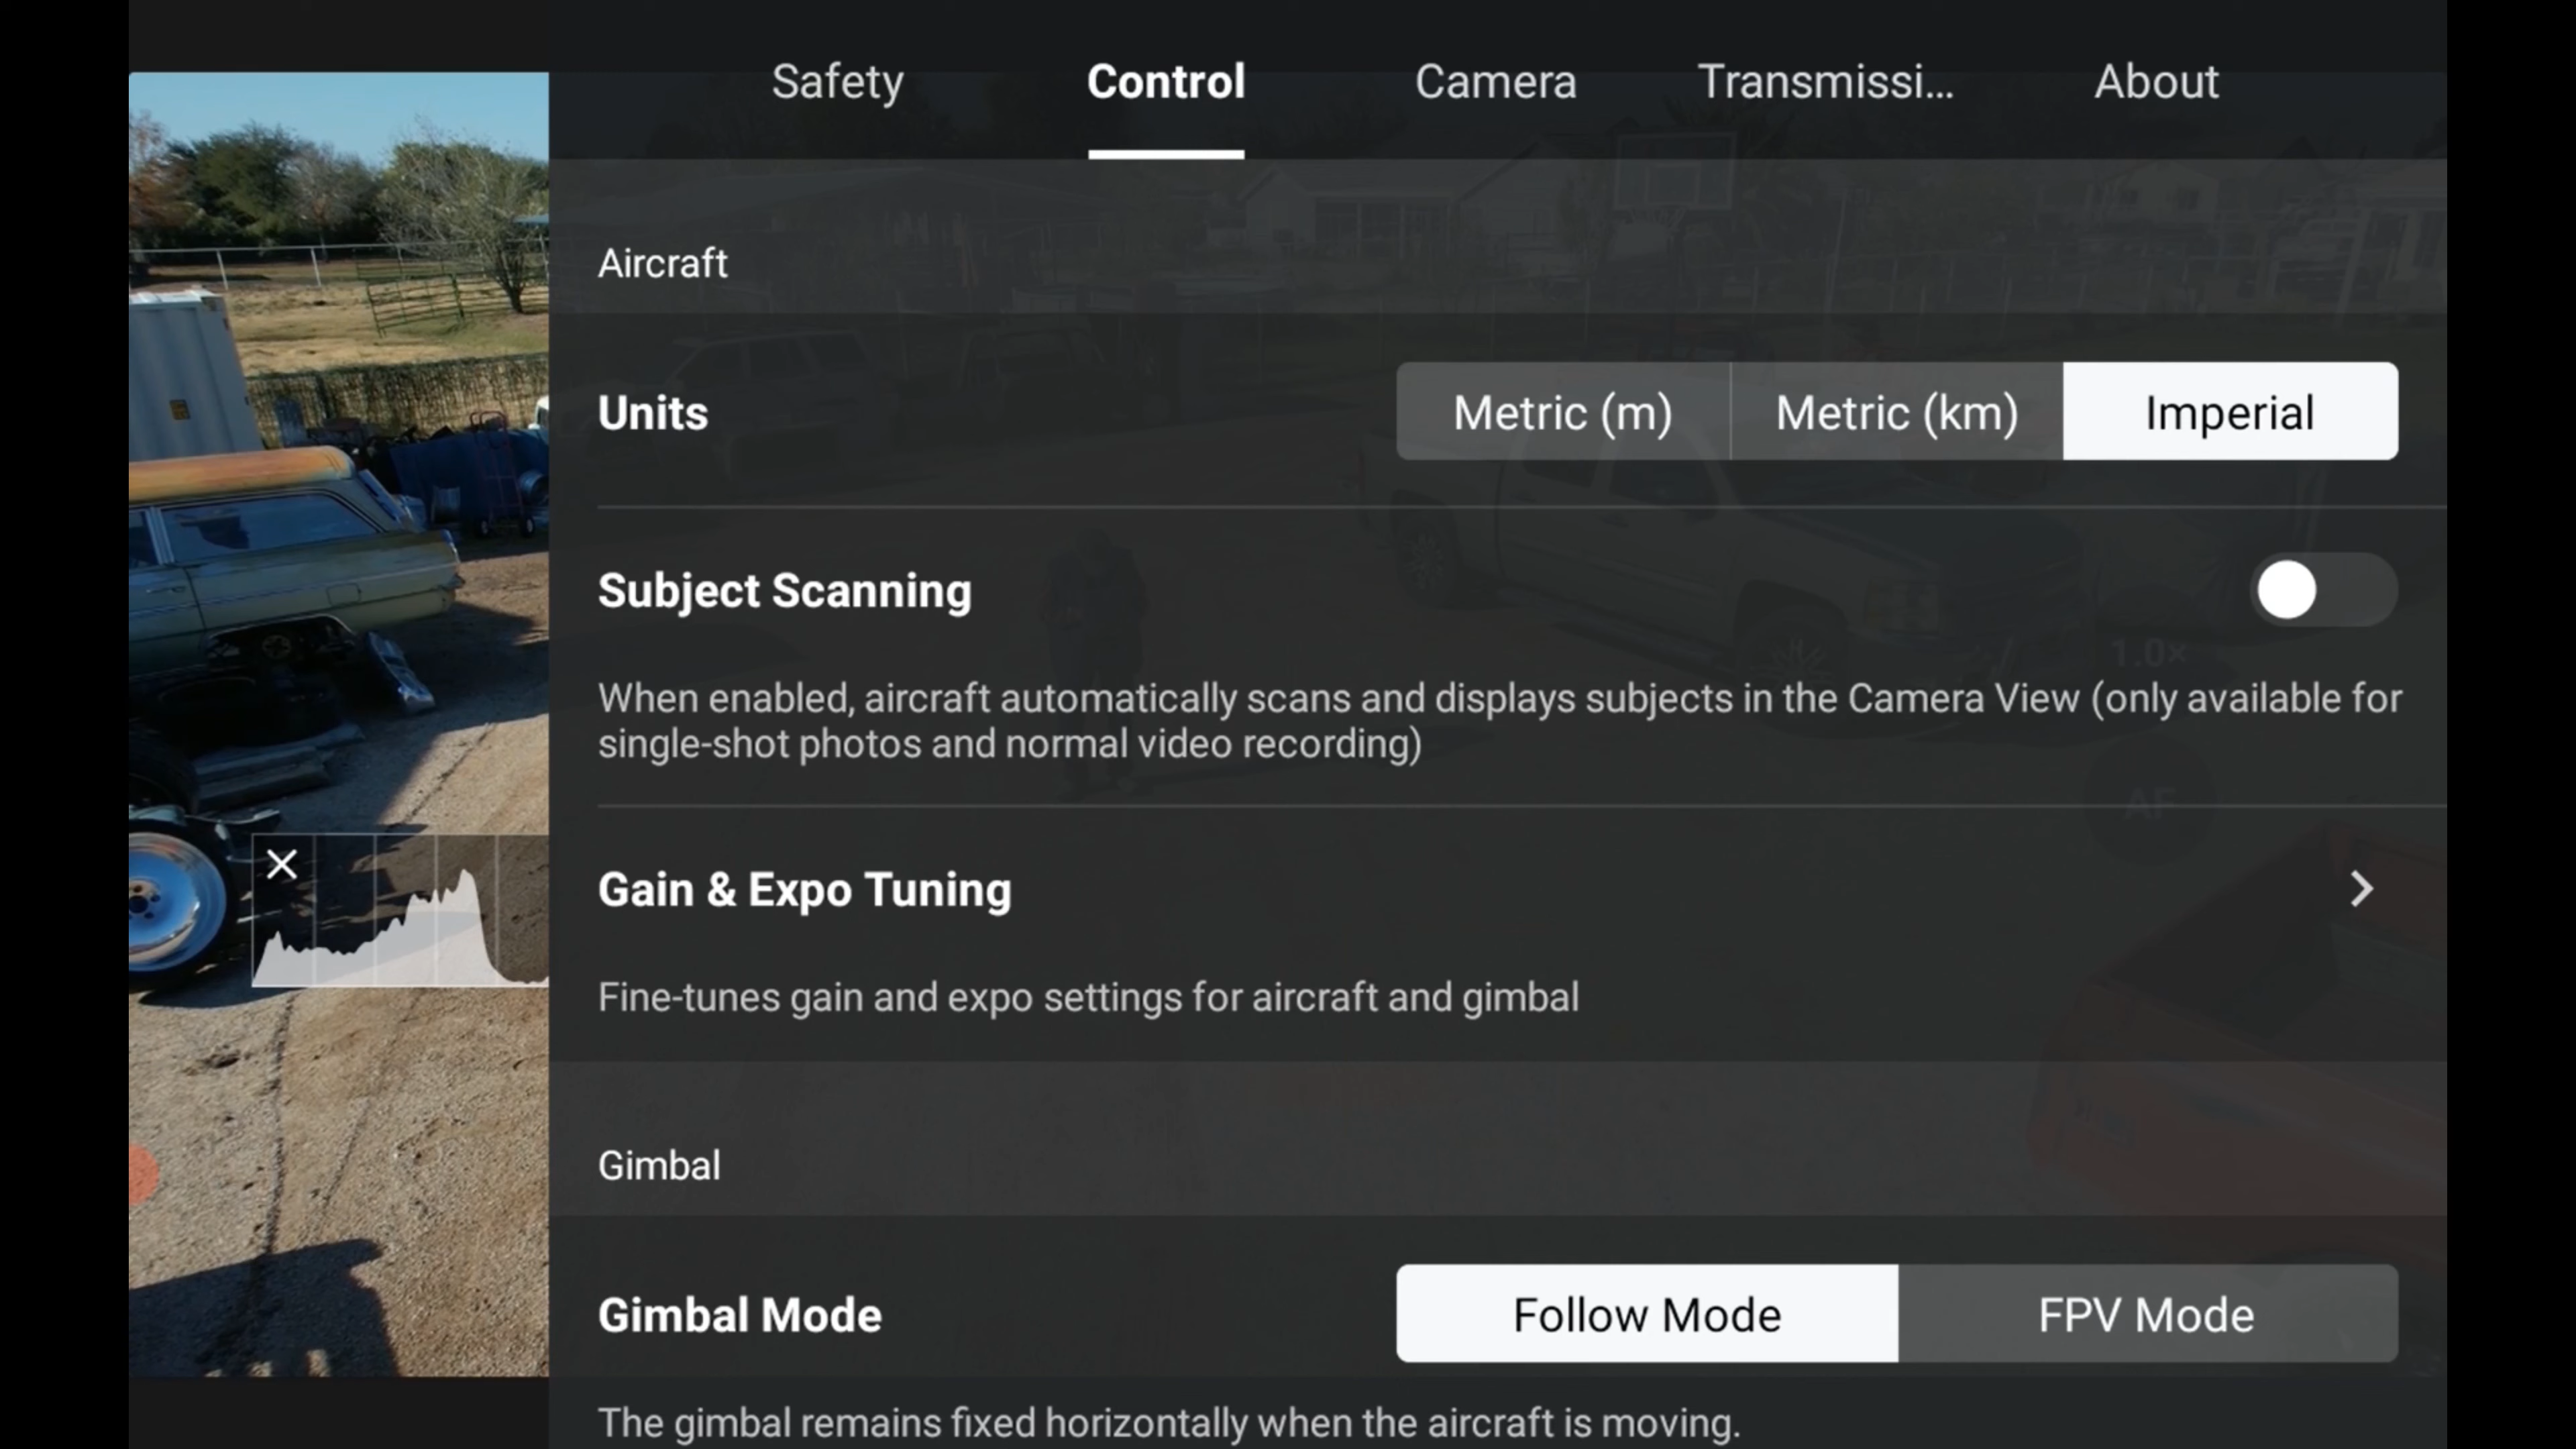 Safety
Control
Camera
Transmissi...
About
Aircraft
Units
Metric (m)
Metric (km)
Imperial
Subject Scanning
1.0×
When enabled, aircraft automatically scans and displays subjects in the Camera View (only available for
single-shot photos and normal video recording)
AF
Gain & Expo Tuning
Fine-tunes gain and expo settings for aircraft and gimbal
Gimbal
Gimbal Mode
Follow Mode
FPV Mode
The gimbal remains fixed horizontally when the aircraft is moving.